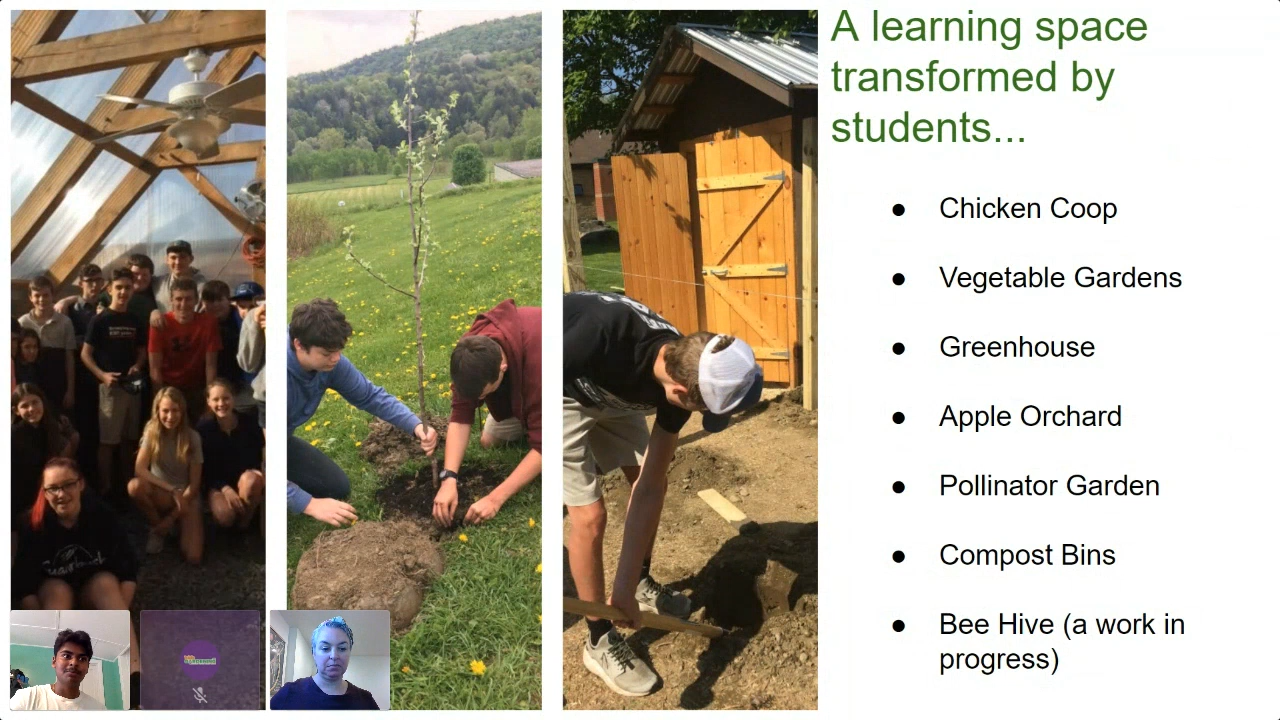 A learning space
transformed by
students...
● Chicken Coop
● Vegetable Gardens
● Greenhouse
● Apple Orchard
● Pollinator Garden
● Compost Bins
● Bee Hive (a work in
progress)